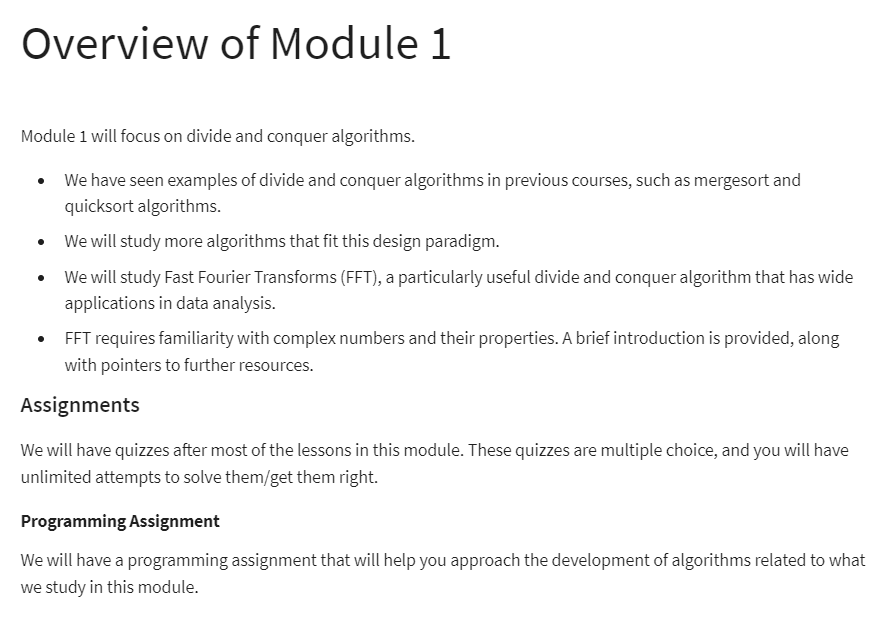 Overview of Module 1
Module 1 will focus on divide and conquer algorithms.
• We have seen examples of divide and conquer algorithms in previous courses, such as mergesort and
quicksort algorithms.
• We will study more algorithms that fit this design paradigm.
• We will study Fast Fourier Transforms (FFT), a particularly useful divide and conquer algorithm that has wide
applications in data analysis.
• FFT requires familiarity with complex numbers and their properties. A brief introduction is provided, along
with pointers to further resources.
Assignments
We will have quizzes after most of the lessons in this module. These quizzes are multiple choice, and you will have
unlimited attempts to solve them/get them right.
Programming Assignment
We will have a programming assignment that will help you approach the development of algorithms related to what
we study in this module.